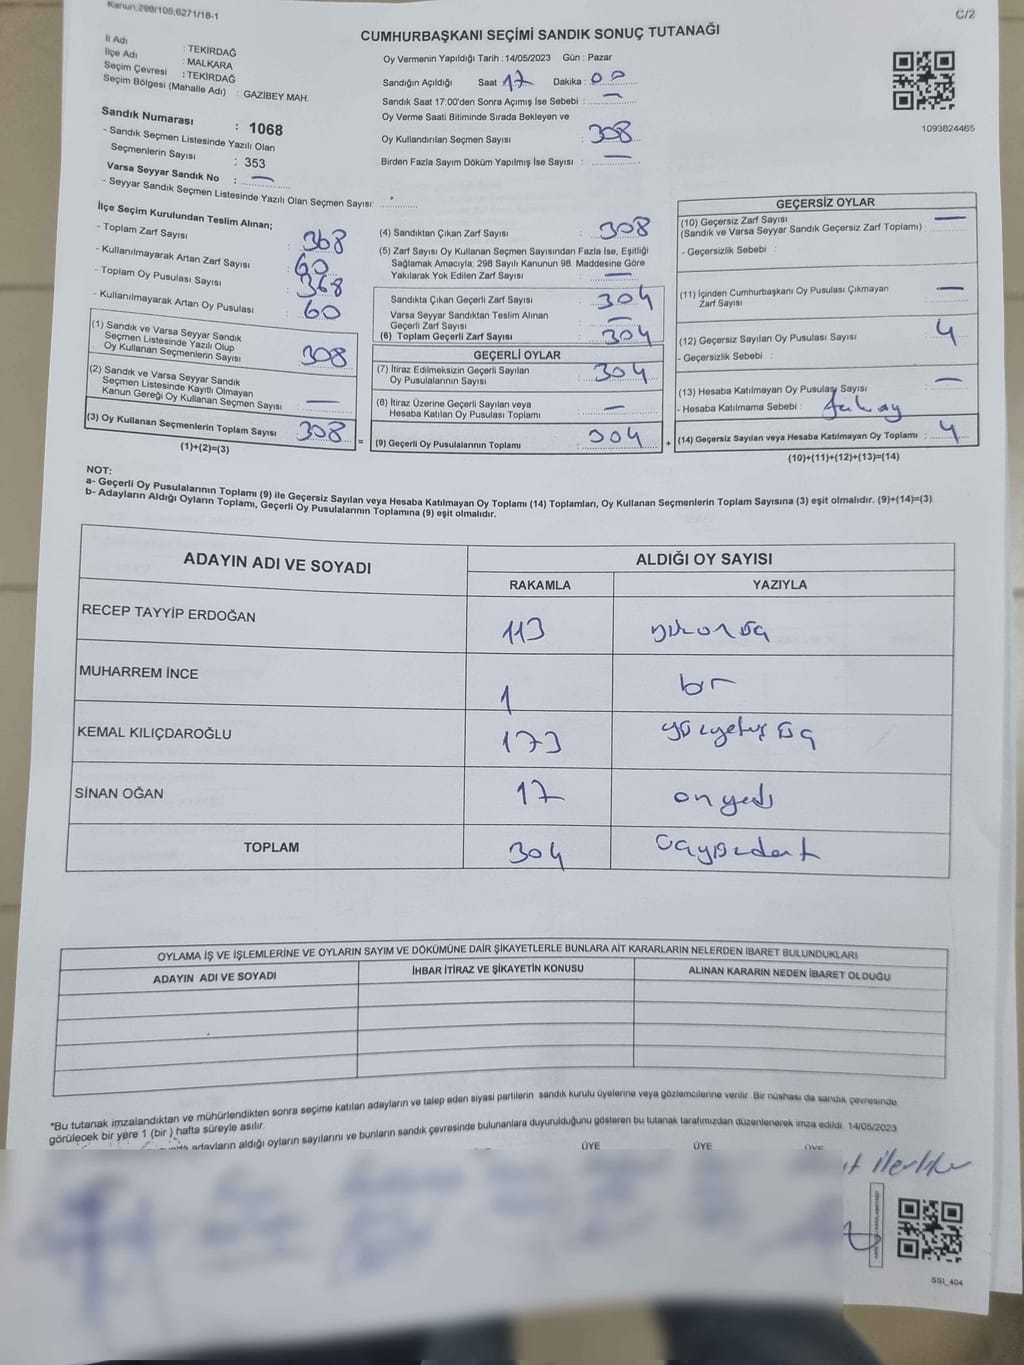 Kanun;298/105,6271/18-1
C/2
CUMHURBAŞKANI SEÇİMİ SANDIK SONUÇ TUTANAĞI
İl Adı : TEKİRDAĞ
İlçe Adı : MALKARA
Seçim Çevresi : TEKİRDAĞ
Seçim Bölgesi (Mahalle Adı) : GAZİBEY MAH.
Oy Vermenin Yapıldığı Tarih : 14/05/2023 Gün : Pazar
Sandığın Açıldığı Saat 17 Dakika : 00
Sandık Saat 17:00'den Sonra Açımış İse Sebebi : —
Oy Verme Saati Bitiminde Sırada Bekleyen ve
Oy Kullandırılan Seçmen Sayısı : 308
Birden Fazla Sayım Döküm Yapılmış İse Sayısı : —
1093824465
Sandık Numarası : 1068
- Sandık Seçmen Listesinde Yazılı Olan
Seçmenlerin Sayısı : 353
Varsa Seyyar Sandık No : —
- Seyyar Sandık Seçmen Listesinde Yazılı Olan Seçmen Sayısı:
İlçe Seçim Kurulundan Teslim Alınan;
- Toplam Zarf Sayısı : 368
- Kullanılmayarak Artan Zarf Sayısı : 60
- Toplam Oy Pusulası Sayısı : 368
- Kullanılmayarak Artan Oy Pusulası : 60
(1) Sandık ve Varsa Seyyar Sandık
Seçmen Listesinde Yazılı Olup
Oy Kullanan Seçmenlerin Sayısı : 308
(2) Sandık ve Varsa Seyyar Sandık
Seçmen Listesinde Kayıtlı Olmayan
Kanun Gereği Oy Kullanan Seçmen Sayısı : —
(3) Oy Kullanan Seçmenlerin Toplam Sayısı : 308
(1)+(2)=(3)
(4) Sandıktan Çıkan Zarf Sayısı : 308
(5) Zarf Sayısı Oy Kullanan Seçmen Sayısından Fazla İse, Eşitliği
Sağlamak Amacıyla; 298 Sayılı Kanunun 98. Maddesine Göre
Yakılarak Yok Edilen Zarf Sayısı : —
Sandıkta Çıkan Geçerli Zarf Sayısı : 304
Varsa Seyyar Sandıktan Teslim Alınan
Geçerli Zarf Sayısı : —
(6) Toplam Geçerli Zarf Sayısı : 304
GEÇERLİ OYLAR
(7) İtiraz Edilmeksizin Geçerli Sayılan
Oy Pusulalarının Sayısı : 304
(8) İtiraz Üzerine Geçerli Sayılan veya
Hesaba Katılan Oy Pusulası Toplamı : —
= (9) Geçerli Oy Pusulalarının Toplamı : 304
GEÇERSİZ OYLAR
(10) Geçersiz Zarf Sayısı
(Sandık ve Varsa Seyyar Sandık Geçersiz Zarf Toplamı) : —
- Geçersizlik Sebebi :
(11) İçinden Cumhurbaşkanı Oy Pusulası Çıkmayan
Zarf Sayısı : —
(12) Geçersiz Sayılan Oy Pusulası Sayısı : 4
- Geçersizlik Sebebi :
(13) Hesaba Katılmayan Oy Pusulası Sayısı : —
- Hesaba Katılmama Sebebi :
+ (14) Geçersiz Sayılan veya Hesaba Katılmayan Oy Toplamı : 4
(10)+(11)+(12)+(13)=(14)
NOT:
a- Geçerli Oy Pusulalarının Toplamı (9) ile Geçersiz Sayılan veya Hesaba Katılmayan Oy Toplamı (14) Toplamları, Oy Kullanan Seçmenlerin Toplam Sayısına (3) eşit olmalıdır. (9)+(14)=(3)
b- Adayların Aldığı Oyların Toplamı, Geçerli Oy Pusulalarının Toplamına (9) eşit olmalıdır.
ADAYIN ADI VE SOYADI ALDIĞI OY SAYISI
RAKAMLA YAZIYLA
RECEP TAYYİP ERDOĞAN 113
MUHARREM İNCE 1 bir
KEMAL KILIÇDAROĞLU 173 yüzyetmiş üç
SİNAN OĞAN 17 onyedi
TOPLAM 304
OYLAMA İŞ VE İŞLEMLERİNE VE OYLARIN SAYIM VE DÖKÜMÜNE DAİR ŞİKAYETLERLE BUNLARA AİT KARARLARIN NELERDEN İBARET BULUNDUKLARI
ADAYIN ADI VE SOYADI İHBAR İTİRAZ VE ŞİKAYETİN KONUSU ALINAN KARARIN NEDEN İBARET OLDUĞU
*Bu tutanak imzalandıktan ve mühürlendikten sonra seçime katılan adayların ve talep eden siyasi partilerin sandık kurulu üyelerine veya gözlemcilerine verilir. Bir nüshası da sandık çevresinde
görülecek bir yere 1 (bir ) hafta süreyle asılır.
adayların aldığı oyların sayılarını ve bunların sandık çevresinde bulunanlara duyurulduğunu gösteren bu tutanak tarafımızdan düzenlenerek imza edildi. 14/05/2023
ÜYE ÜYE ÜYE
SSI_404